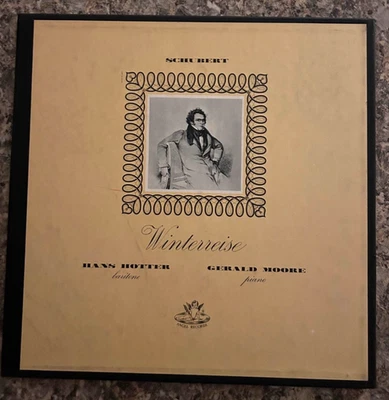 SCHUBERT
Winterreise
HANS HOTTER GERALD MOORE
baritone piano
ANGEL RECORDS